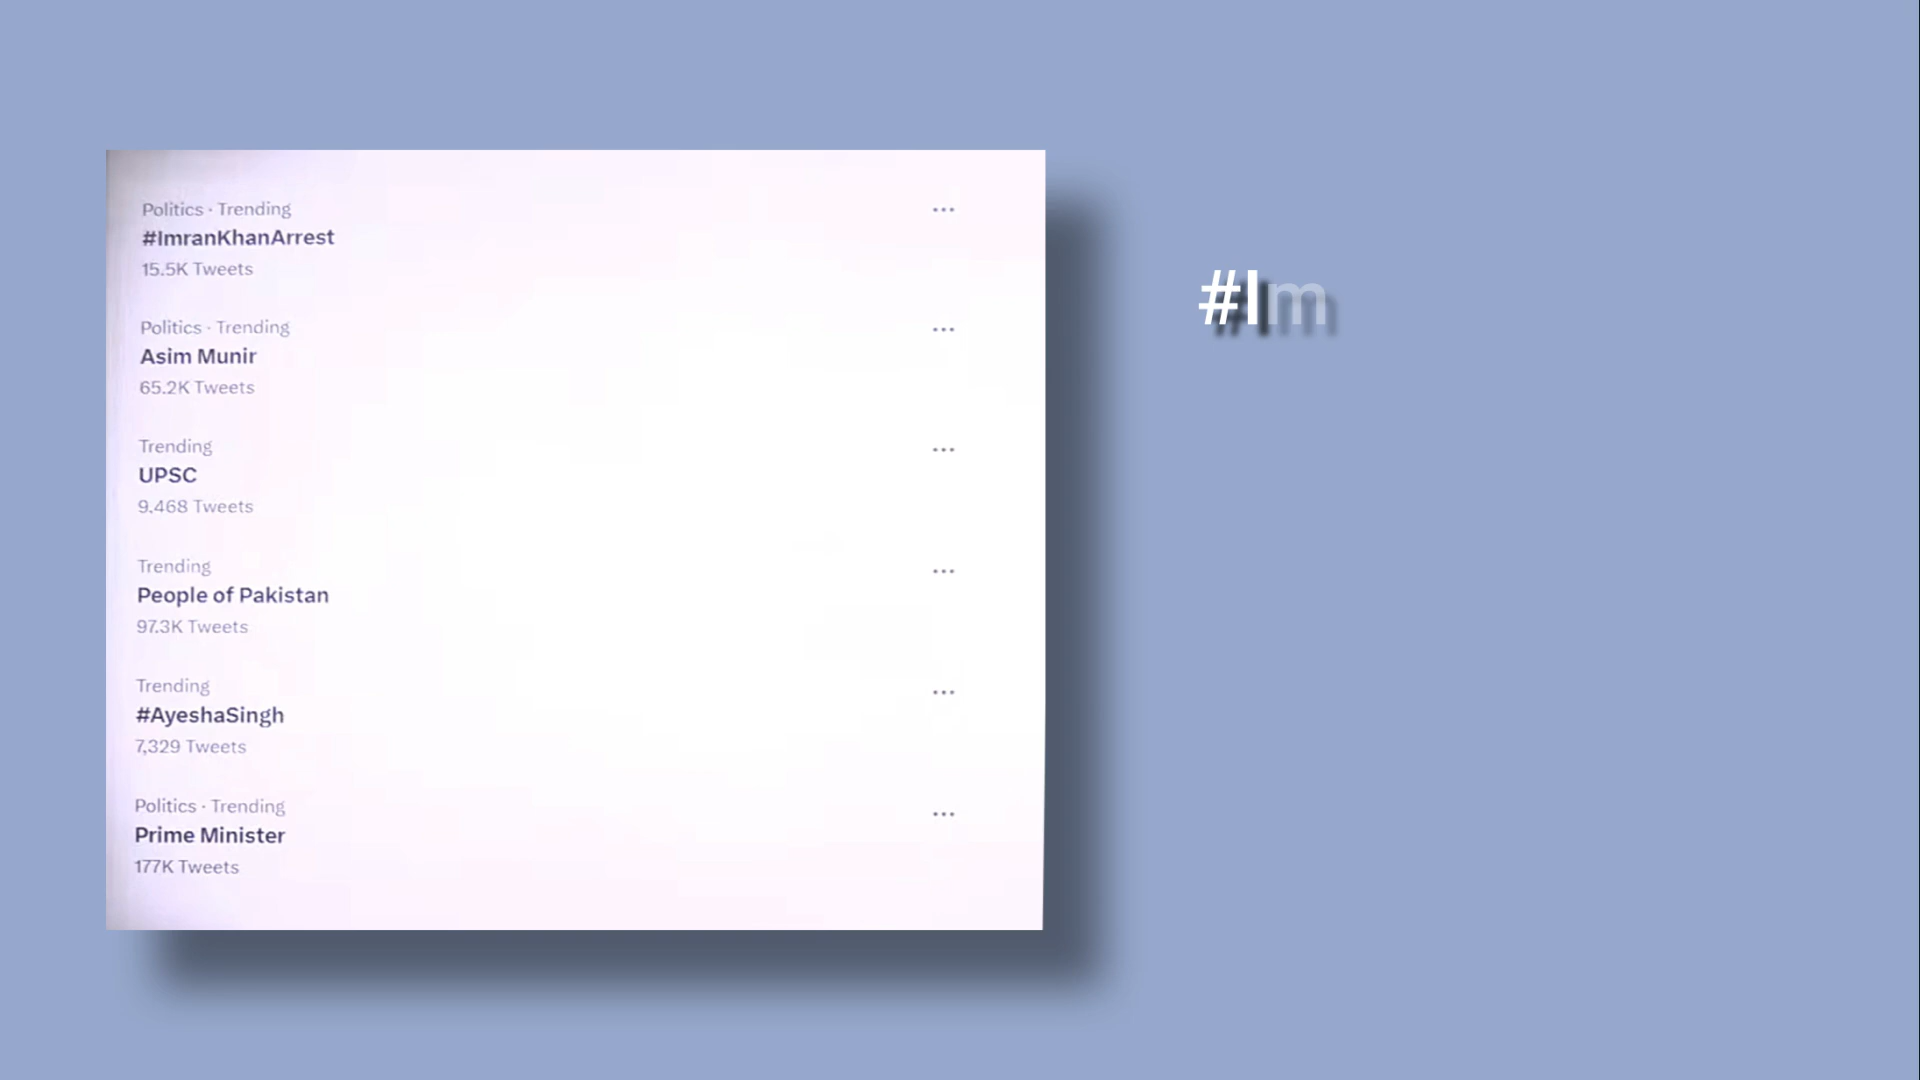 Politics · Trending
#ImranKhanArrest
15.5K Tweets
Politics · Trending
Asim Munir
65.2K Tweets
Trending
UPSC
9,468 Tweets
Trending
People of Pakistan
97.3K Tweets
Trending
#AyeshaSingh
7,329 Tweets
Politics · Trending
Prime Minister
177K Tweets
#Im